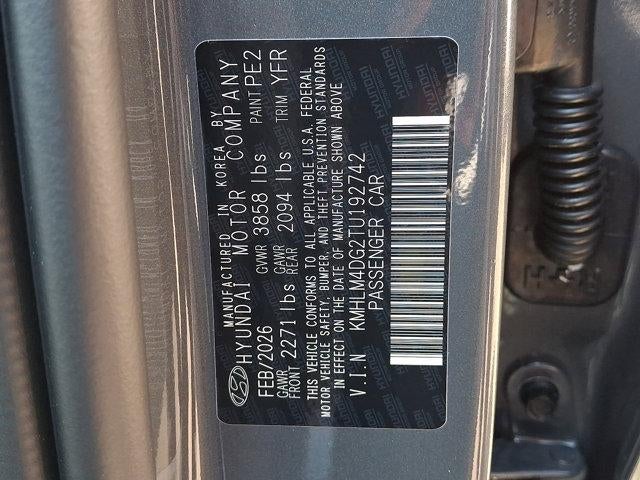 MANUFACTURED IN KOREA BY
HYUNDAI MOTOR COMPANY
FEB/2026 GVWR 3858 lbs PAINT PE2
GAWR FRONT 2271 lbs GAWR REAR 2094 lbs TRIM YFR
THIS VEHICLE CONFORMS TO ALL APPLICABLE U.S.A. FEDERAL
MOTOR VEHICLE SAFETY, BUMPER, AND THEFT PREVENTION STANDARDS
IN EFFECT ON THE DATE OF MANUFACTURE SHOWN ABOVE
V.I.N KMHLM4DG2TU192742
PASSENGER CAR